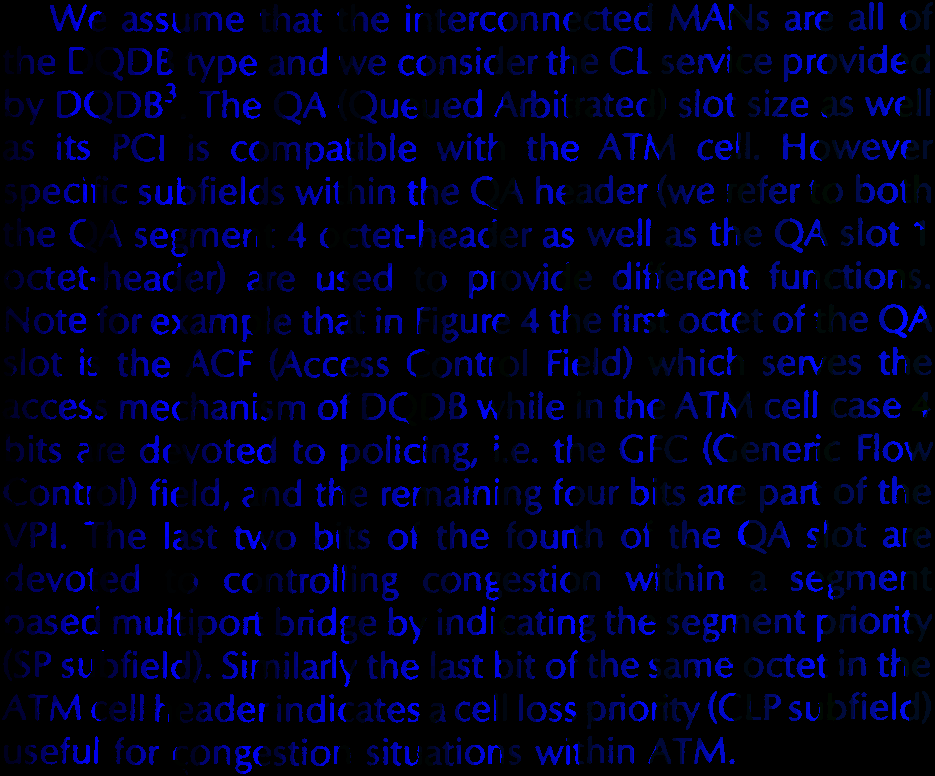 We assume that the interconnected MANs are all of
the DQDB type and we consider the CL service provided
by DQDB³. The QA (Queued Arbitrated) slot size as well
as its PCI is compatible with the ATM cell. However
specific subfields within the QA header (we refer to both
the QA segment 4 octet-header as well as the QA slot 1
octet-header) are used to provide different functions.
Note for example that in Figure 4 the first octet of the QA
slot is the ACF (Access Control Field) which serves the
access mechanism of DQDB while in the ATM cell case 4
bits are devoted to policing, i.e. the GFC (Generic Flow
Control) field, and the remaining four bits are part of the
VPI. The last two bits of the fourth of the QA slot are
devoted to controlling congestion within a segment
based multiport bridge by indicating the segment priority
(SP subfield). Similarly the last bit of the same octet in the
ATM cell header indicates a cell loss priority (CLP subfield)
useful for congestion situations within ATM.